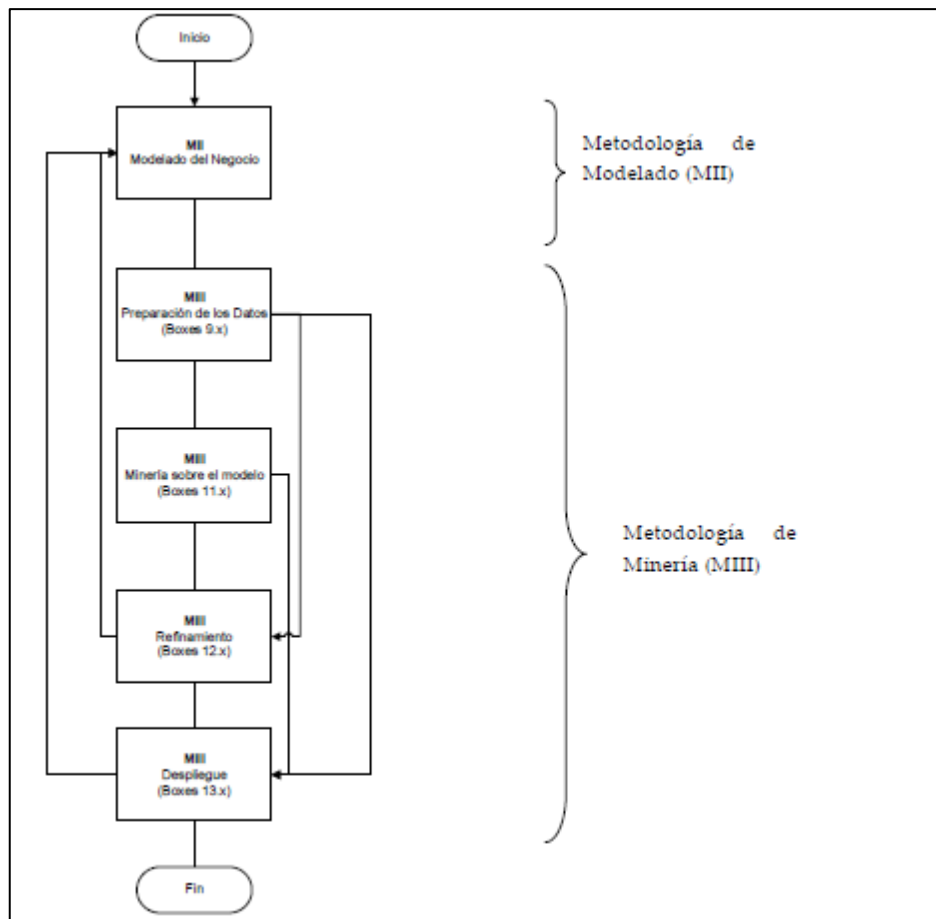 Inicio
MII
Modelado del Negocio
Metodología de
Modelado (MII)
MIII
Preparación de los Datos
(Boxes 9.x)
MIII
Minería sobre el modelo
(Boxes 11.x)
Metodología de
Minería (MIII)
MIII
Refinamiento
(Boxes 12.x)
MIII
Despliegue
(Boxes 13.x)
Fin